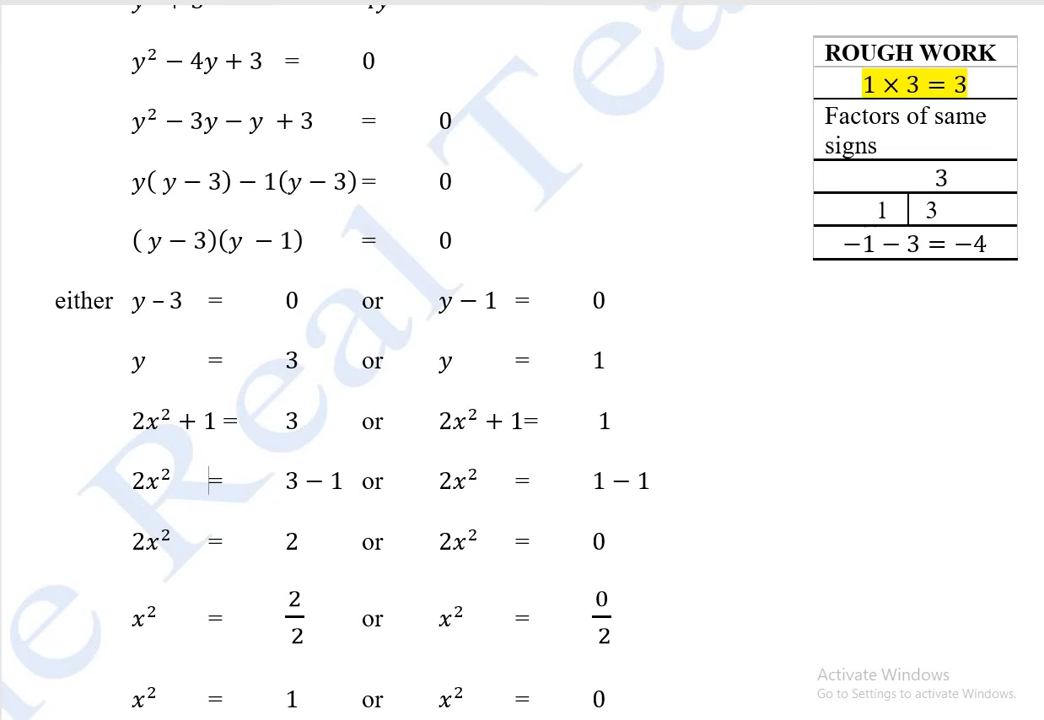 y² − 4y + 3 = 0
y² − 3y − y + 3 = 0
y( y − 3) − 1(y − 3)= 0
( y − 3)(y − 1) = 0
either y – 3 = 0 or y − 1 = 0
y = 3 or y = 1
2x² + 1 = 3 or 2x² + 1= 1
2x² = 3 − 1 or 2x² = 1 − 1
2x² = 2 or 2x² = 0
x² = 2/2 or x² = 0/2
x² = 1 or x² = 0
ROUGH WORK
1 × 3 = 3
Factors of same
signs
3
1 3
−1 − 3 = −4
Real Tea
Activate Windows
Go to Settings to activate Windows.